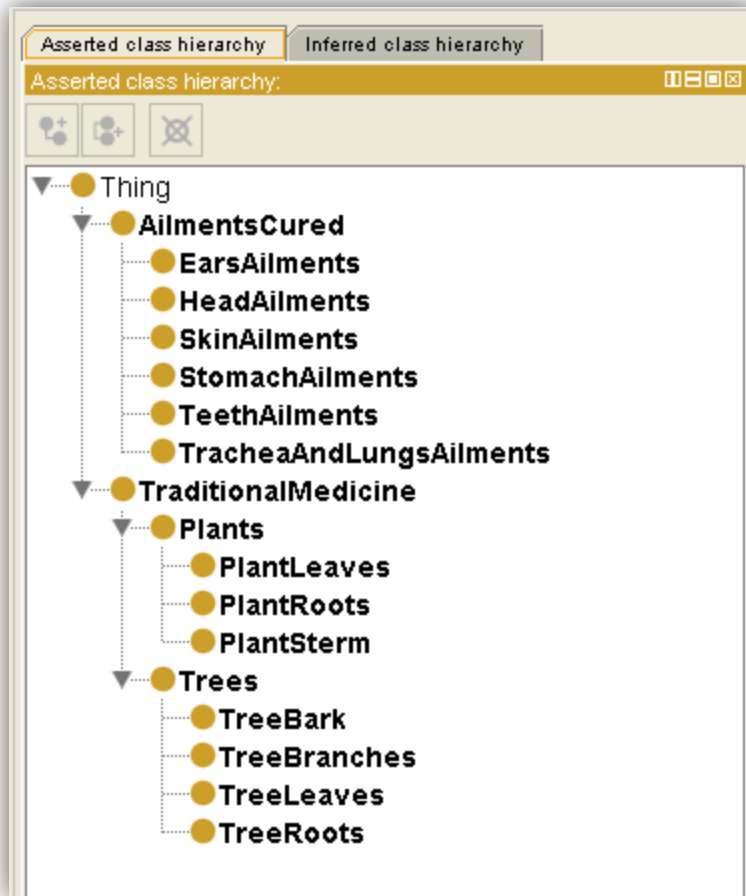 Asserted class hierarchy Inferred class hierarchy
Asserted class hierarchy:
Thing
AilmentsCured
EarsAilments
HeadAilments
SkinAilments
StomachAilments
TeethAilments
TracheaAndLungsAilments
TraditionalMedicine
Plants
PlantLeaves
PlantRoots
PlantSterm
Trees
TreeBark
TreeBranches
TreeLeaves
TreeRoots